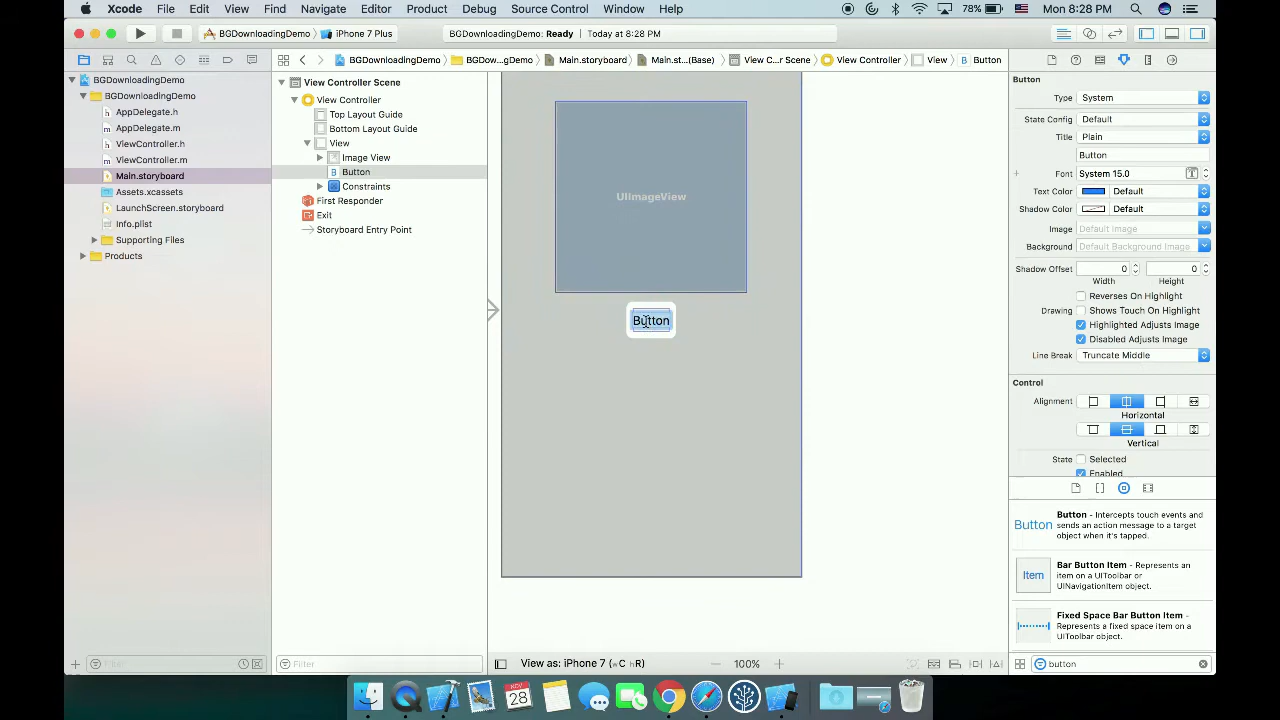 Xcode File Edit View Find Navigate Editor Product Debug Source Control Window Help 78% Mon 8:28 PM
BGDownloadingDemo iPhone 7 Plus BGDownloadingDemo: Ready Today at 8:28 PM
BGDownloadingDemo BGDow...gDemo Main.storyboard Main.st...(Base) View C...r Scene View Controller View B Button
BGDownloadingDemo
BGDownloadingDemo
AppDelegate.h
AppDelegate.m
ViewController.h
ViewController.m
Main.storyboard
Assets.xcassets
LaunchScreen.storyboard
Info.plist
Supporting Files
Products
Filter
View Controller Scene
View Controller
Top Layout Guide
Bottom Layout Guide
View
Image View
B Button
Constraints
First Responder
Exit
Storyboard Entry Point
Filter
UIImageView
Button
View as: iPhone 7 (wC hR) 100%
Button
Type System
State Config Default
Title Plain
Button
Font System 15.0
Text Color Default
Shadow Color Default
Image Default Image
Background Default Background Image
Shadow Offset 0 0
Width Height
Reverses On Highlight
Drawing Shows Touch On Highlight
Highlighted Adjusts Image
Disabled Adjusts Image
Line Break Truncate Middle
Control
Alignment
Horizontal
Vertical
State Selected
Enabled
Button Button - Intercepts touch events and
sends an action message to a target
object when it's tapped.
Item Bar Button Item - Represents an
item on a UIToolbar or
UINavigationItem object.
Fixed Space Bar Button Item -
Represents a fixed space item on a
UIToolbar object.
button
NOV
28